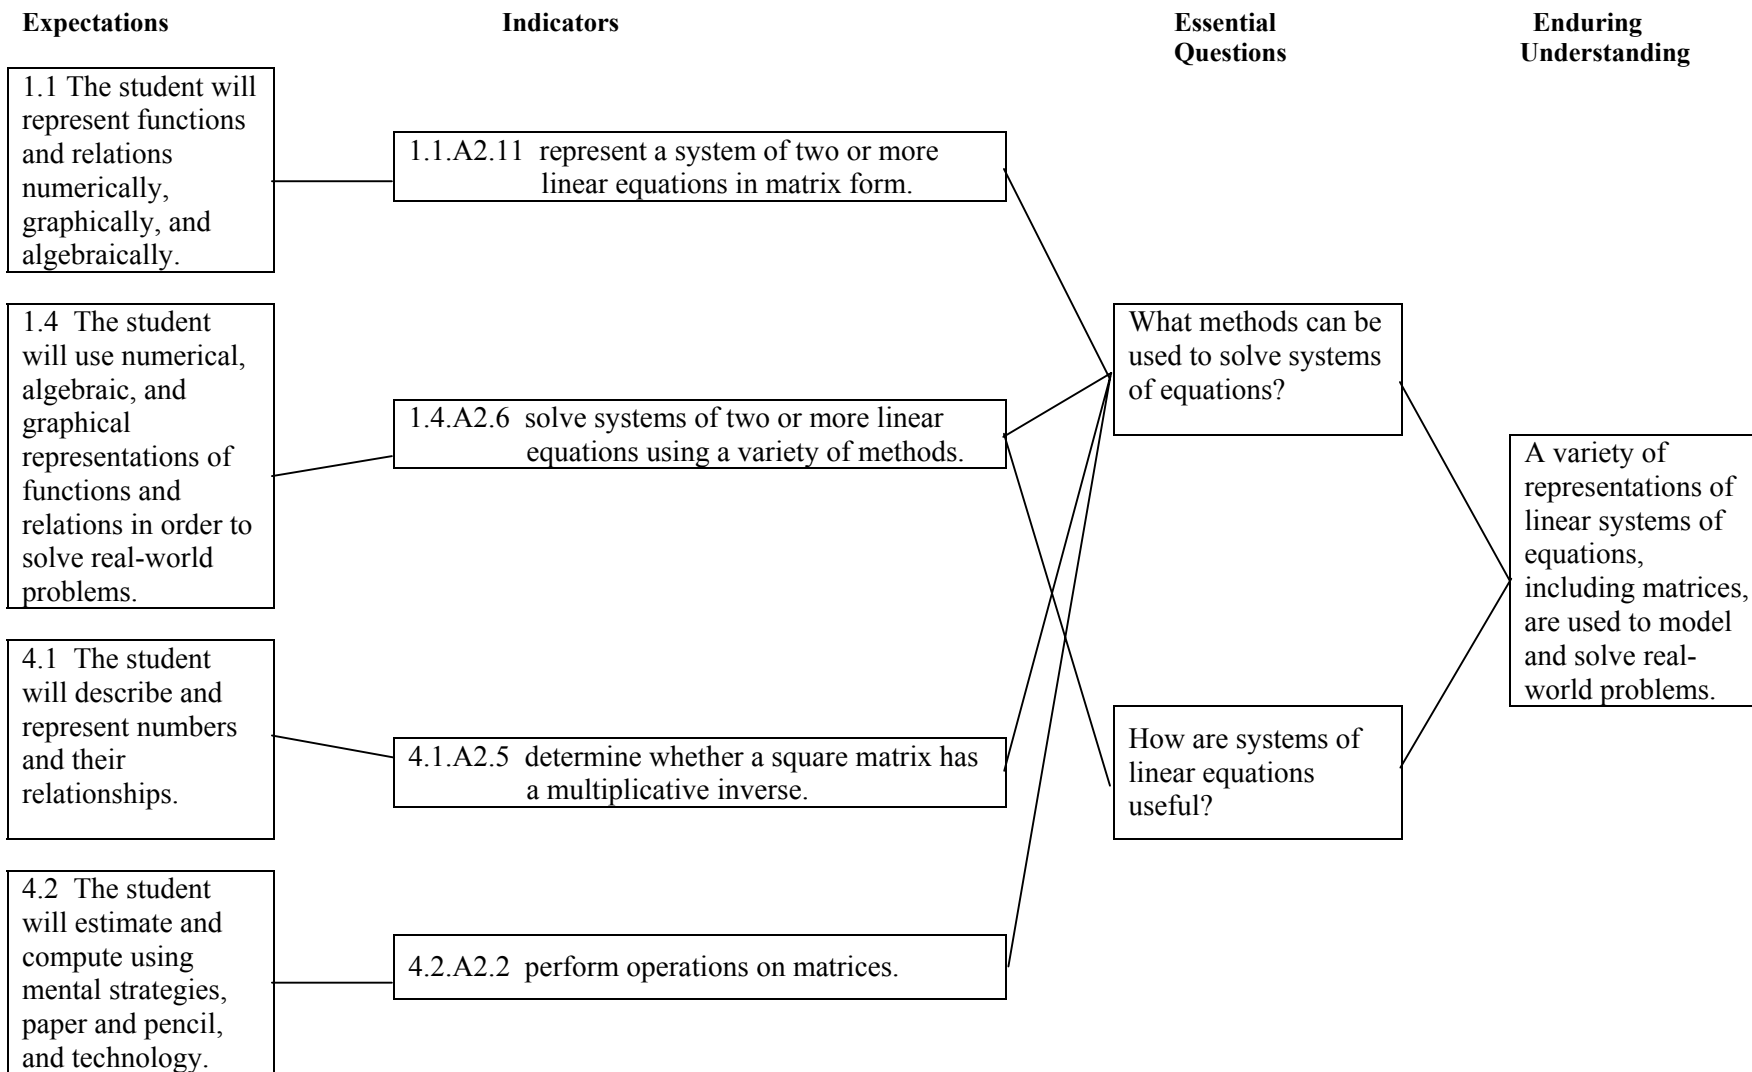 Expectations
Indicators
Essential
Questions
Enduring
Understanding
1.1 The student will
represent functions
and relations
numerically,
graphically, and
algebraically.
1.1.A2.11 represent a system of two or more
linear equations in matrix form.
1.4 The student
will use numerical,
algebraic, and
graphical
representations of
functions and
relations in order to
solve real-world
problems.
1.4.A2.6 solve systems of two or more linear
equations using a variety of methods.
4.1 The student
will describe and
represent numbers
and their
relationships.
4.1.A2.5 determine whether a square matrix has
a multiplicative inverse.
4.2 The student
will estimate and
compute using
mental strategies,
paper and pencil,
and technology.
4.2.A2.2 perform operations on matrices.
What methods can be
used to solve systems
of equations?
How are systems of
linear equations
useful?
A variety of
representations of
linear systems of
equations,
including matrices,
are used to model
and solve real-
world problems.